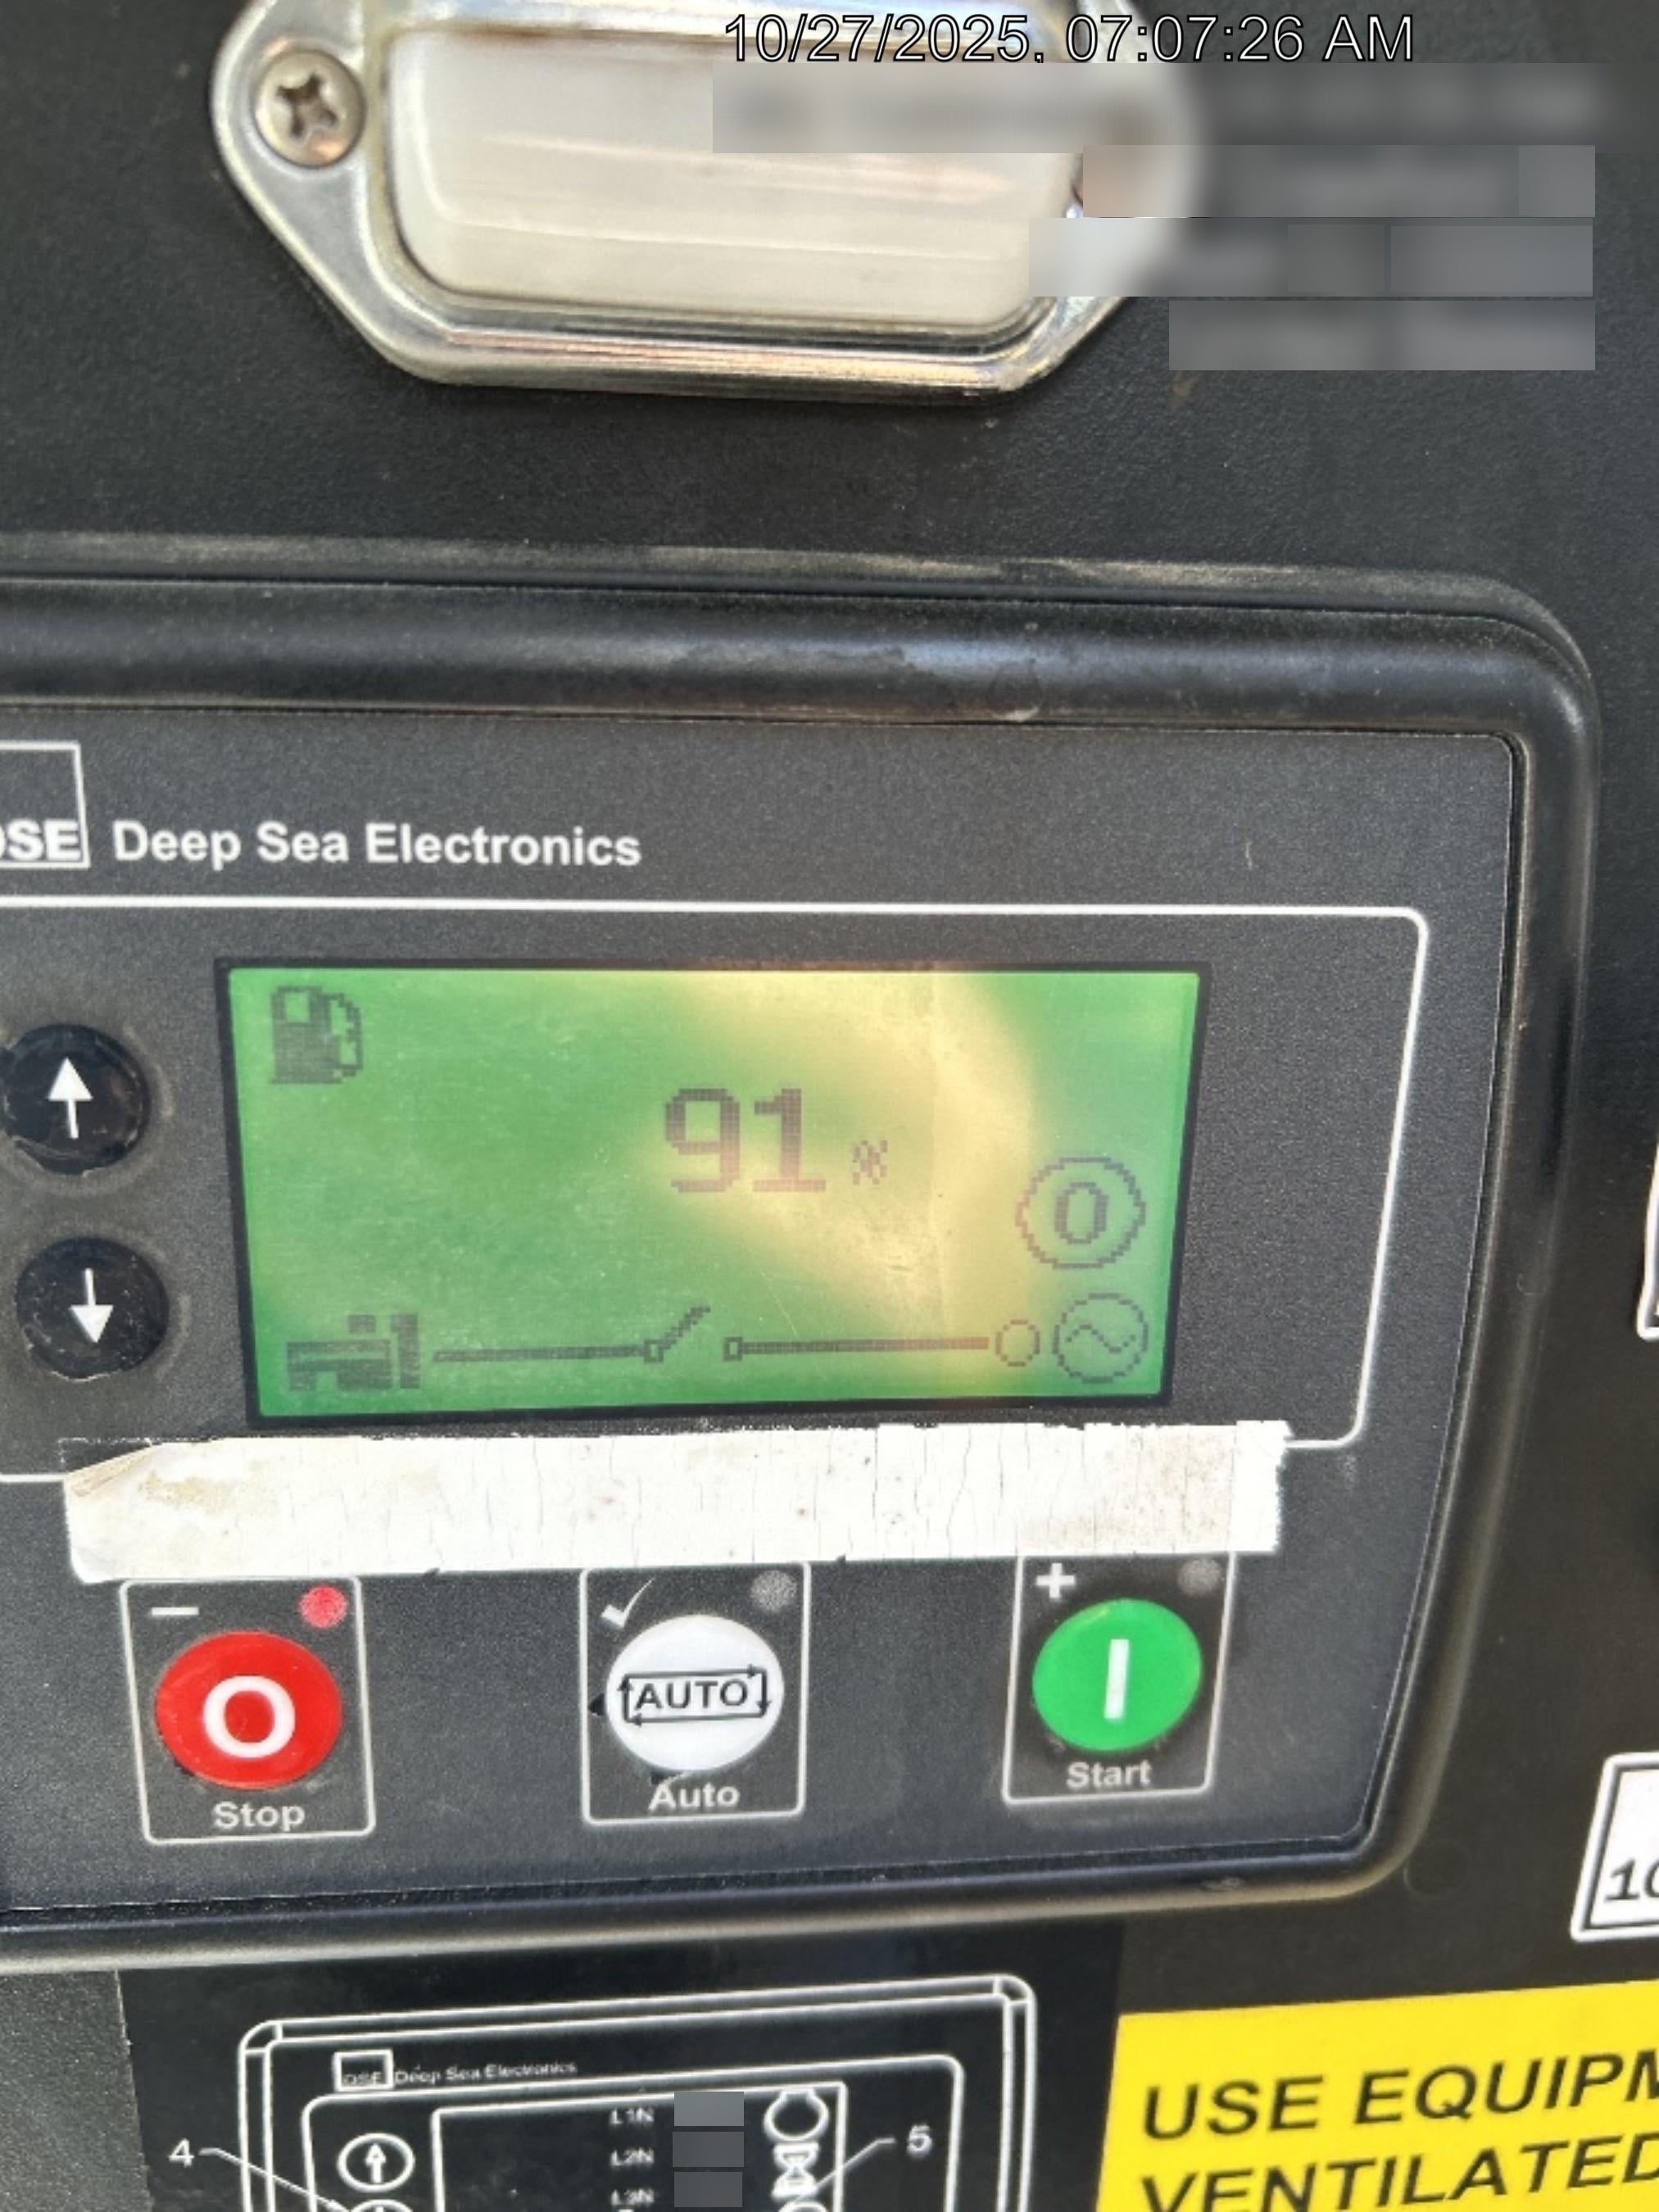 10/27/2025, 07:07:26 AM
DSE Deep Sea Electronics
91 %
0
O
AUTO
I
Stop
Auto
Start
10
DSE Deep Sea Electronics
L1N
L2N
L3N
4
5
USE EQUIPM
VENTILATED